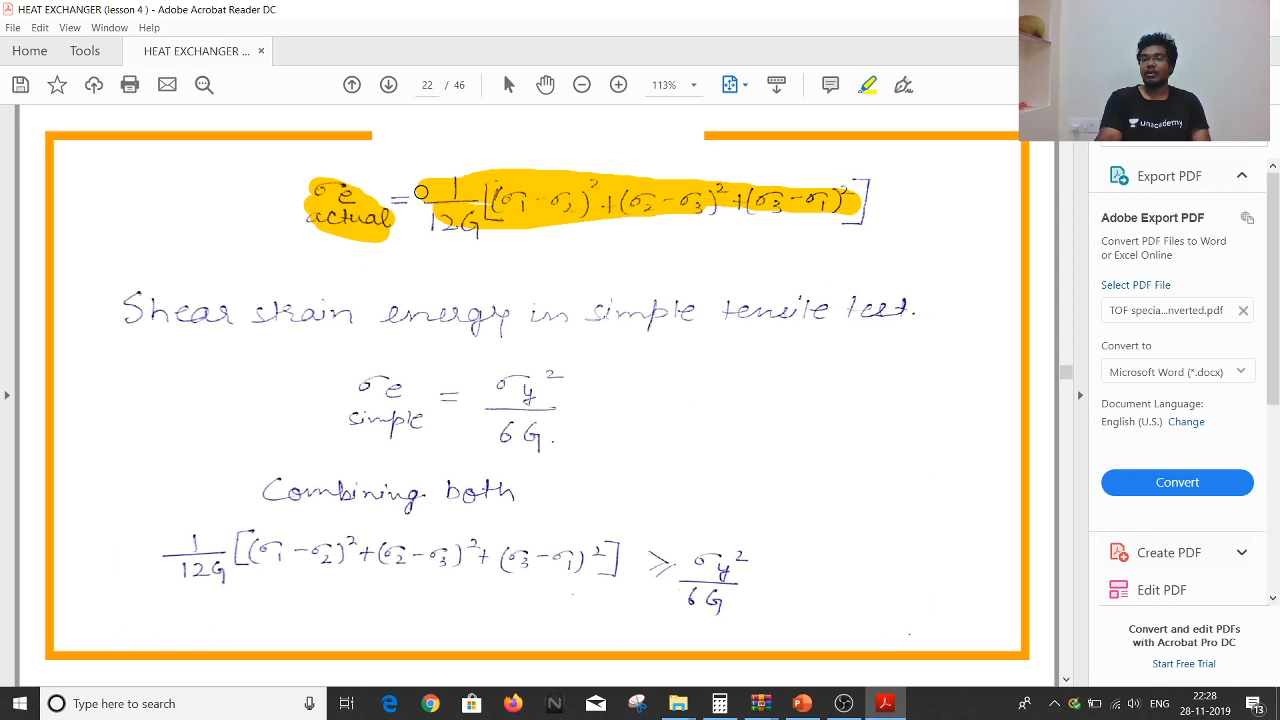 HEAT EXCHANGER (lesson 4 ) - Adobe Acrobat Reader DC
File Edit View Window Help
Home Tools HEAT EXCHANGER ... ×
22 / 46 113%
σe actual = 1/12G [(σ1 - σ2)² + (σ2 - σ3)² + (σ3 - σ1)²]
Shear strain energy in simple tensile test.
σe simple = σy²/6G.
Combining both
1/12G [(σ1 - σ2)² + (σ2 - σ3)² + (σ3 - σ1)²] ≥ σy²/6G
unacademy
Export PDF
Adobe Export PDF
Convert PDF Files to Word
or Excel Online
Select PDF File
TOF specia...nverted.pdf ×
Convert to
Microsoft Word (*.docx)
Document Language:
English (U.S.) Change
Convert
Create PDF
Edit PDF
Convert and edit PDFs
with Acrobat Pro DC
Start Free Trial
Type here to search
ENG 22:28
28-11-2019
13